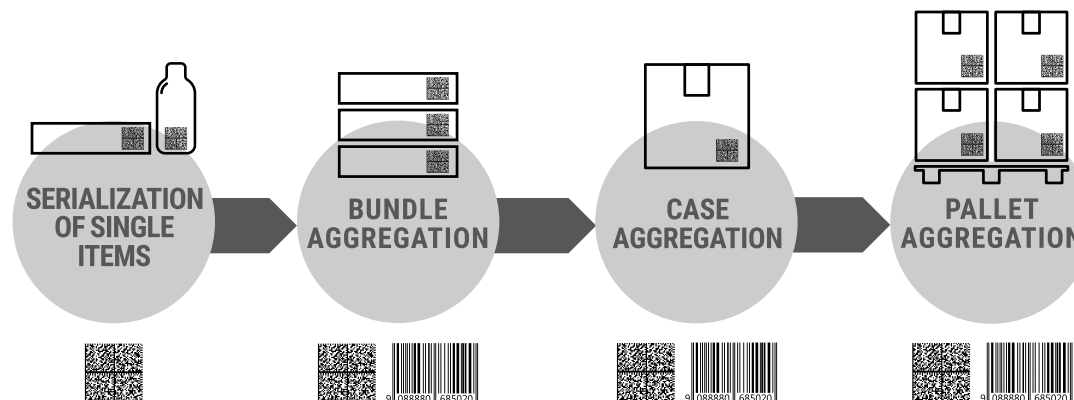 SERIALIZATION
OF SINGLE
ITEMS
BUNDLE
AGGREGATION
CASE
AGGREGATION
PALLET
AGGREGATION
9 088880 685020
9 088880 685020
9 088880 685020